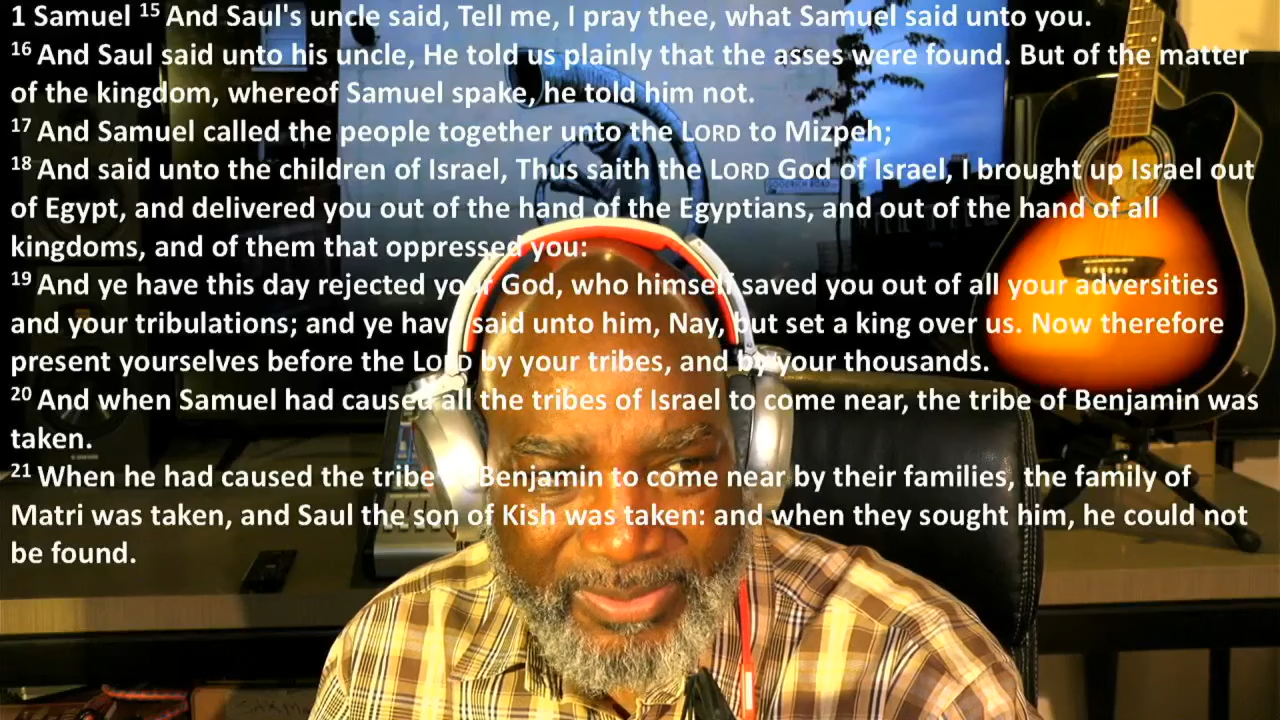 1 Samuel 15 And Saul's uncle said, Tell me, I pray thee, what Samuel said unto you.
16 And Saul said unto his uncle, He told us plainly that the asses were found. But of the matter
of the kingdom, whereof Samuel spake, he told him not.
17 And Samuel called the people together unto the LORD to Mizpeh;
18 And said unto the children of Israel, Thus saith the LORD God of Israel, I brought up Israel out
of Egypt, and delivered you out of the hand of the Egyptians, and out of the hand of all
kingdoms, and of them that oppressed you:
19 And ye have this day rejected your God, who himself saved you out of all your adversities
and your tribulations; and ye have said unto him, Nay, but set a king over us. Now therefore
present yourselves before the LORD by your tribes, and by your thousands.
20 And when Samuel had caused all the tribes of Israel to come near, the tribe of Benjamin was
taken.
21 When he had caused the tribe Benjamin to come near by their families, the family of
Matri was taken, and Saul the son of Kish was taken: and when they sought him, he could not
be found.
GOODRICH ROAD